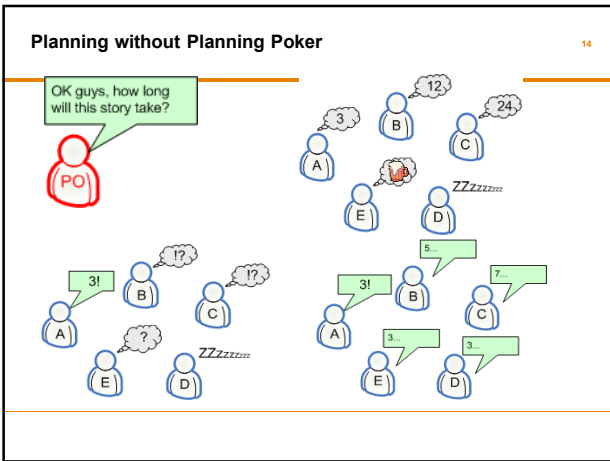 Planning without Planning Poker
14
OK guys, how long
will this story take?
PO
3
A
12
B
24
C
E
ZZzzzzzz
D
3!
A
!?
B
!?
C
?
E
ZZzzzzzz
D
3!
A
5...
B
7...
C
3...
E
3...
D